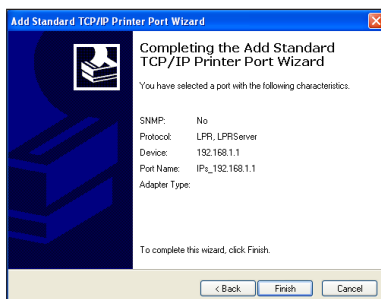 Add Standard TCP/IP Printer Port Wizard
Completing the Add Standard
TCP/IP Printer Port Wizard
You have selected a port with the following characteristics.
SNMP: No
Protocol: LPR, LPRServer
Device: 192.168.1.1
Port Name: IPs_192.168.1.1
Adapter Type:
To complete this wizard, click Finish.
< Back Finish Cancel